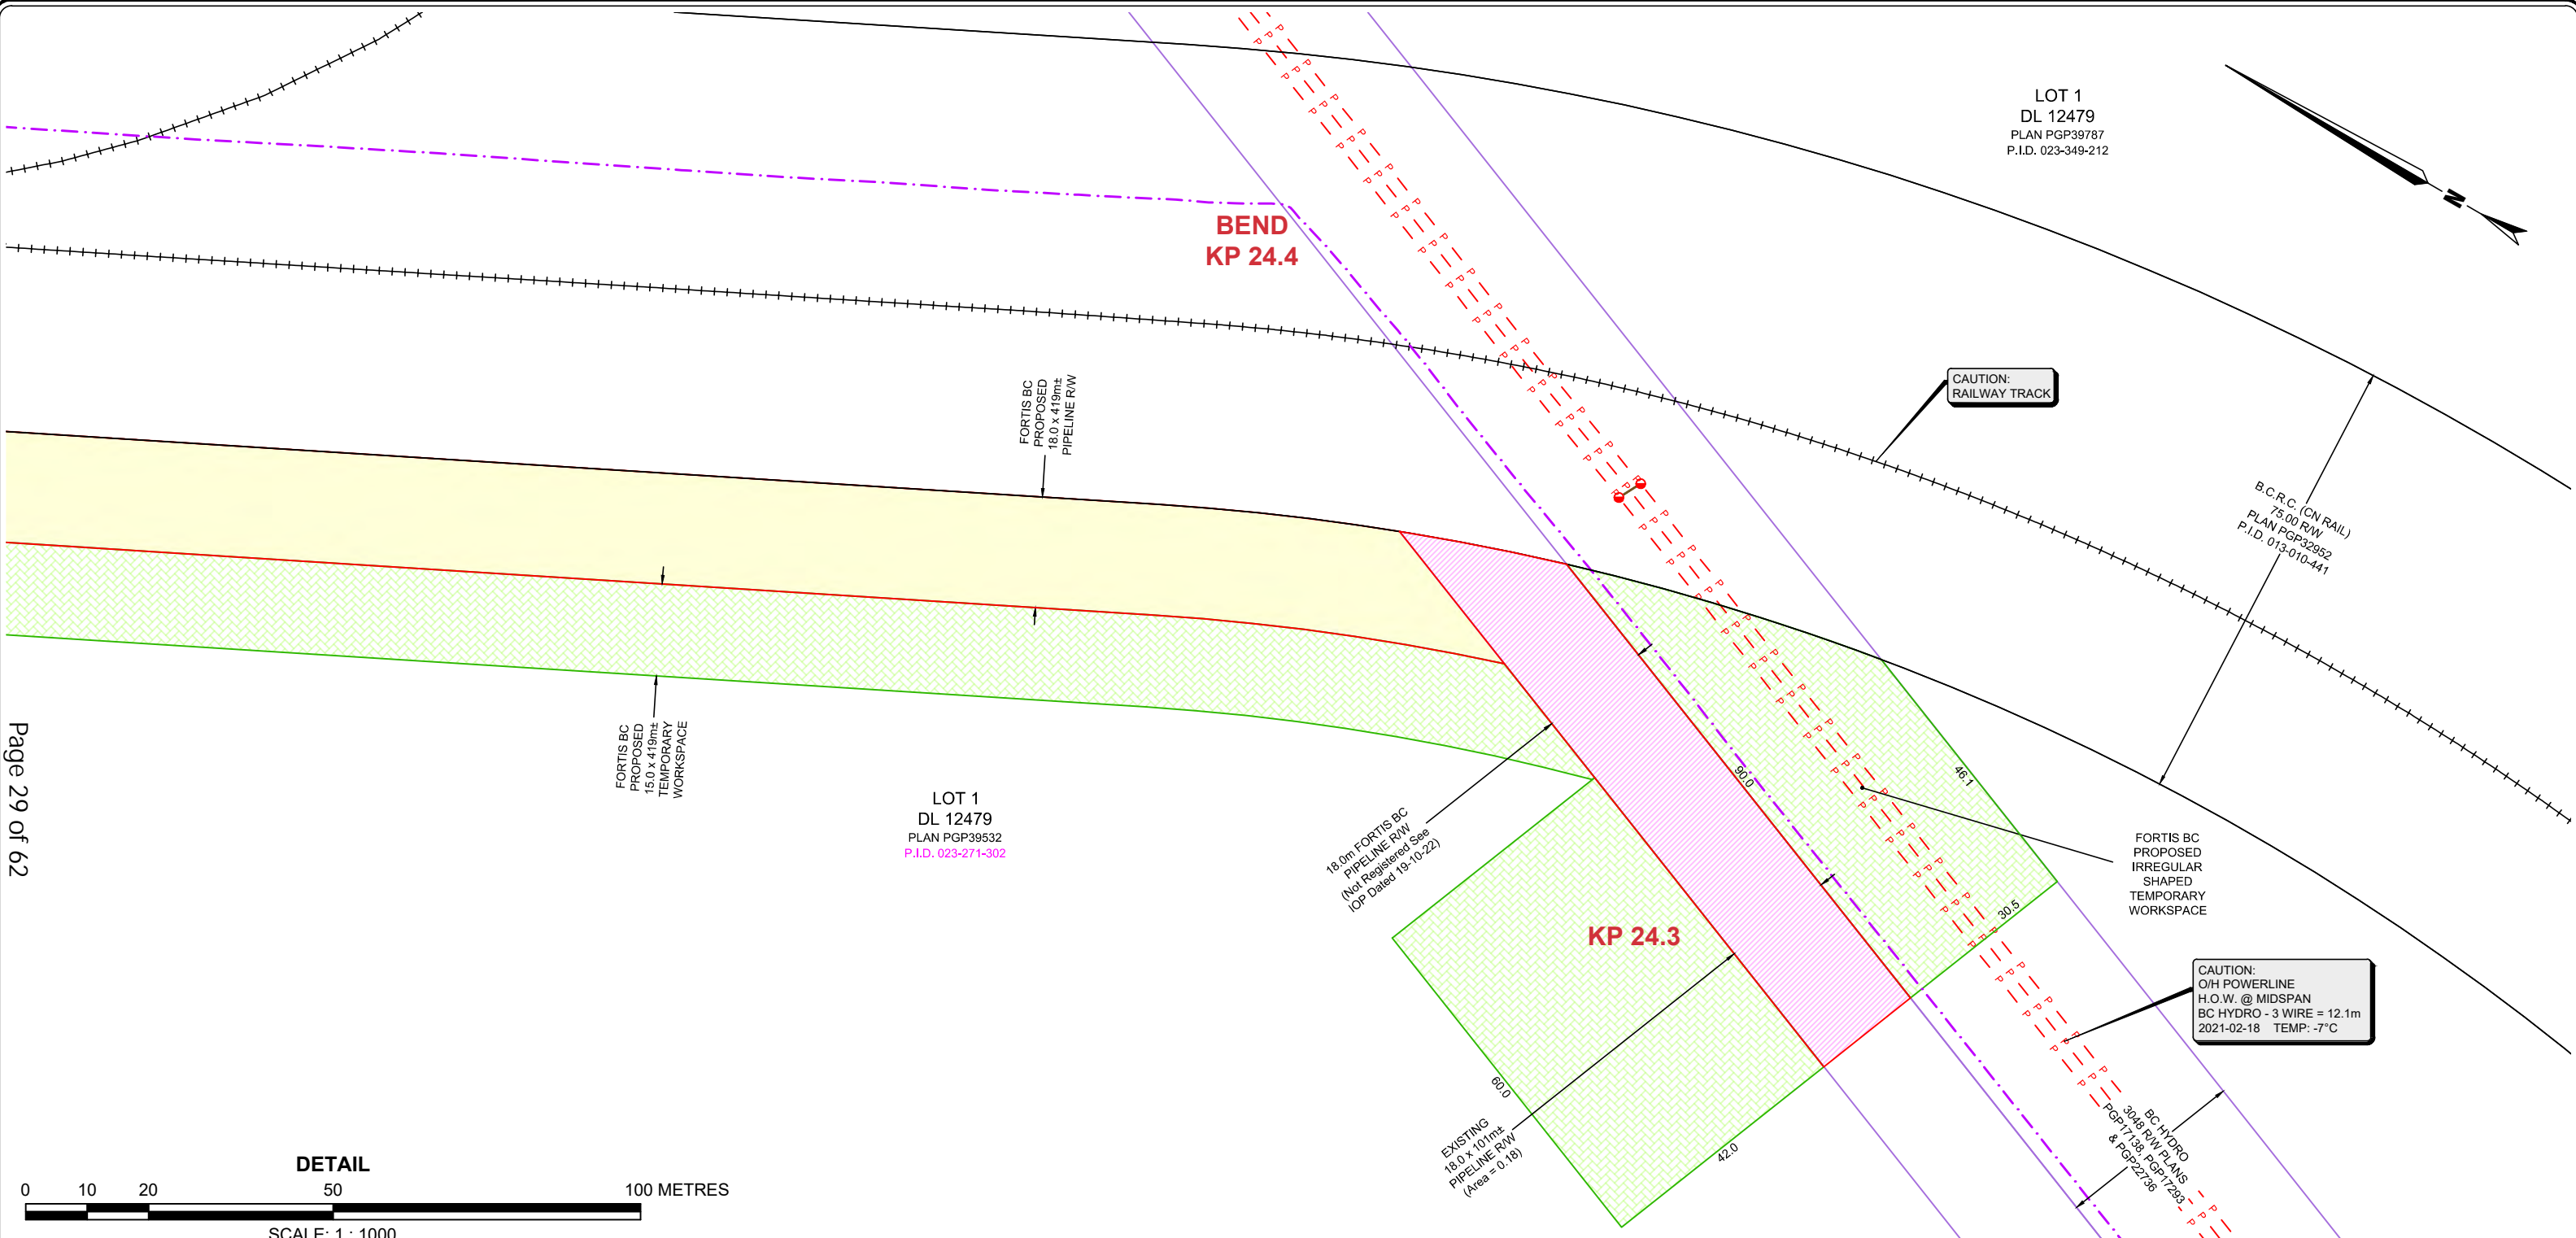 LOT 1
DL 12479
PLAN PGP39787
P.I.D. 023-349-212
N
BEND
KP 24.4
CAUTION:
RAILWAY TRACK
FORTIS BC
PROPOSED
18.0 x 419m±
PIPELINE R/W
B.C.R.C. (CN RAIL)
75.00 R/W
PLAN PGP32952
P.I.D. 013-010-441
FORTIS BC
PROPOSED
15.0 x 419m±
TEMPORARY
WORKSPACE
Page 29 of 62
LOT 1
DL 12479
PLAN PGP39532
P.I.D. 023-271-302
18.0m FORTIS BC
PIPELINE R/W
(Not Registered See
IOP Dated 19-10-22)
90.0
46.1
FORTIS BC
PROPOSED
IRREGULAR
SHAPED
TEMPORARY
WORKSPACE
30.5
KP 24.3
CAUTION:
O/H POWERLINE
H.O.W. @ MIDSPAN
BC HYDRO - 3 WIRE = 12.1m
2021-02-18 TEMP: -7°C
60.0
42.0
EXISTING
18.0 x 101m±
PIPELINE R/W
(Area = 0.18)
BC HYDRO
3048 R/W PLANS
PGP17138, PGP17293
& PGP22736
DETAIL
0 10 20 50 100 METRES
SCALE: 1 : 1000